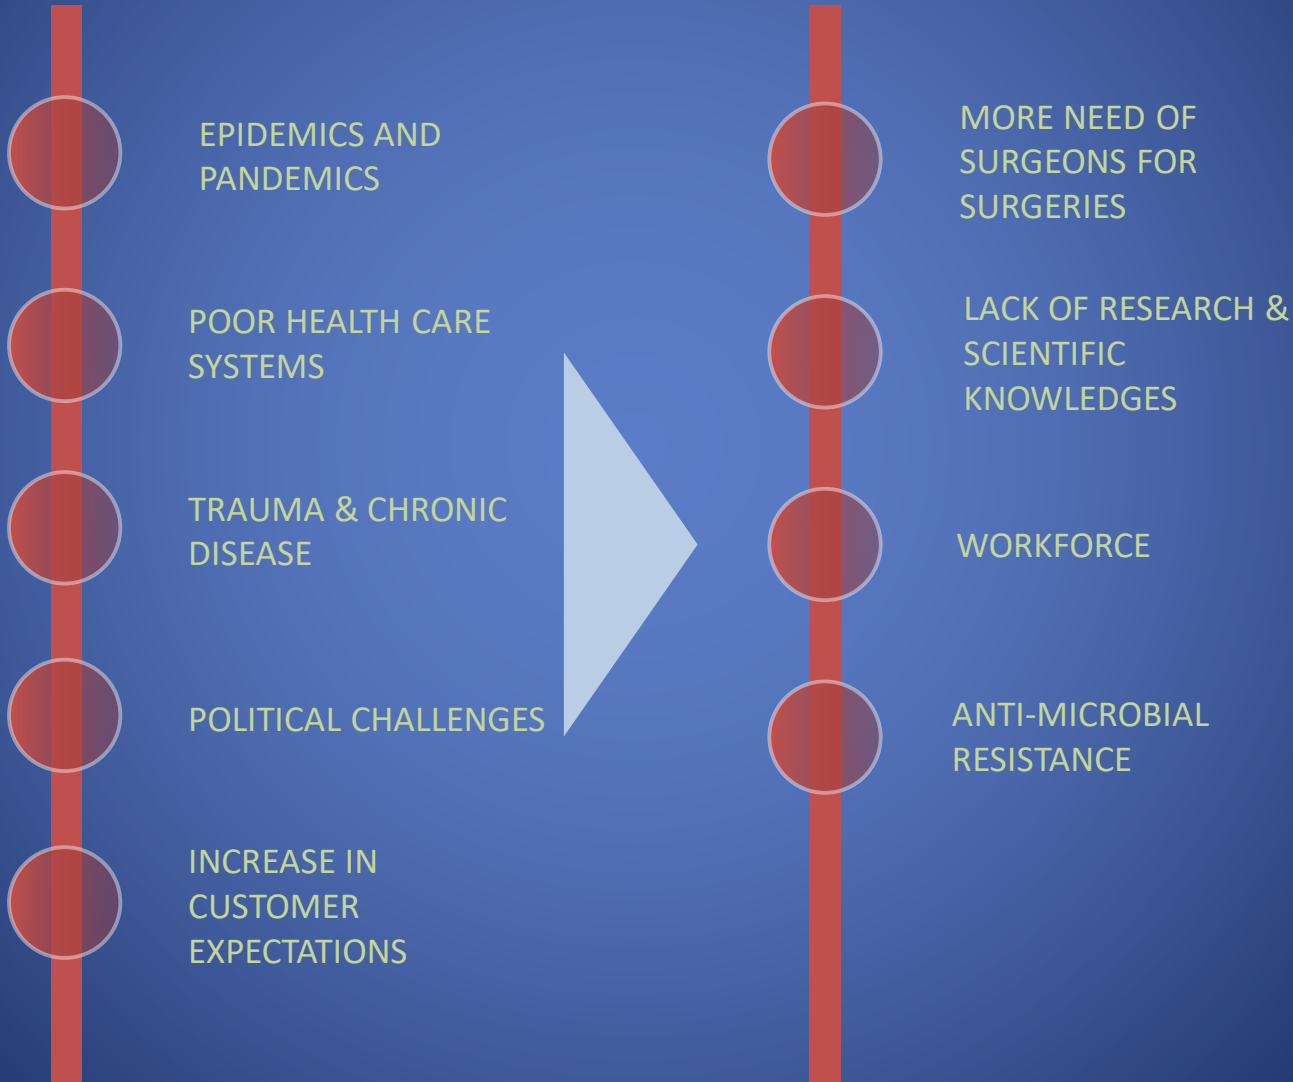 EPIDEMICS AND
PANDEMICS
POOR HEALTH CARE
SYSTEMS
TRAUMA & CHRONIC
DISEASE
POLITICAL CHALLENGES
INCREASE IN
CUSTOMER
EXPECTATIONS
MORE NEED OF
SURGEONS FOR
SURGERIES
LACK OF RESEARCH &
SCIENTIFIC
KNOWLEDGES
WORKFORCE
ANTI-MICROBIAL
RESISTANCE